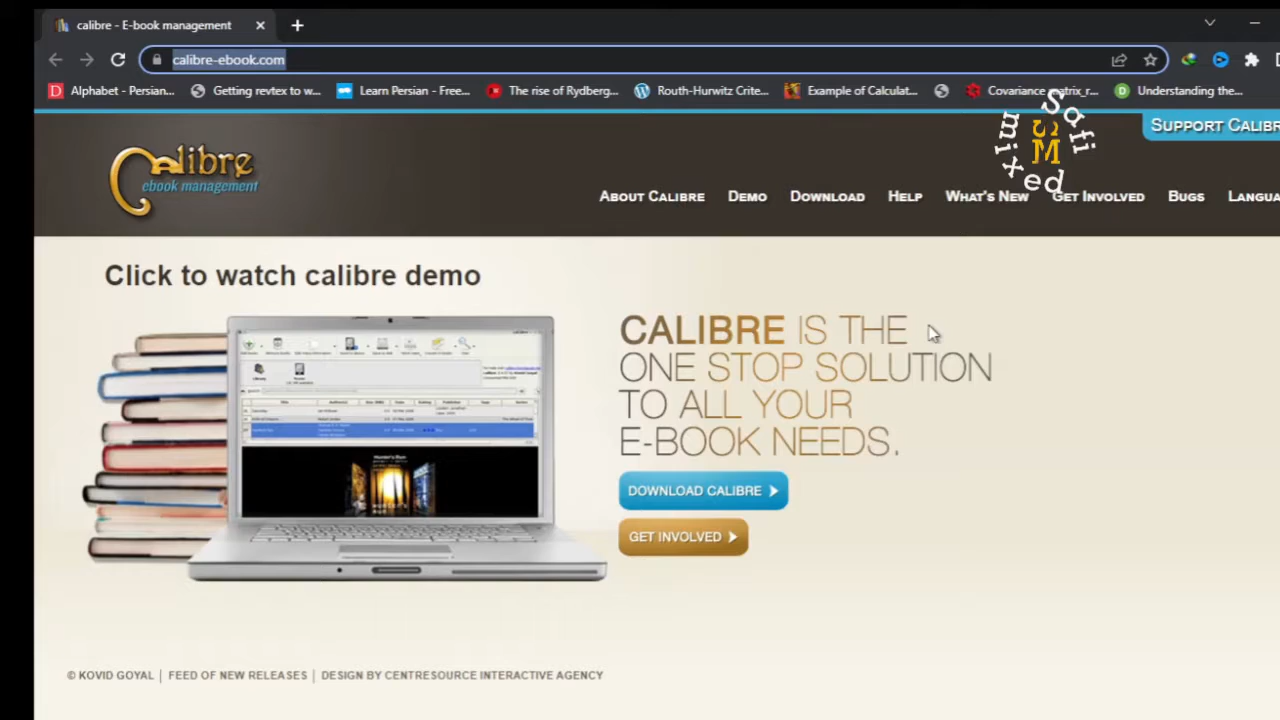 calibre - E-book management
calibre-ebook.com
Alphabet - Persian...
Getting revtex to w...
Learn Persian - Free...
The rise of Rydberg...
Routh-Hurwitz Crite...
Example of Calculat...
Covariance matrix_r...
Understanding the...
Safi
mixed
3M
SUPPORT CALIBR
Calibre
ebook management
ABOUT CALIBRE
DEMO
DOWNLOAD
HELP
WHAT'S NEW
GET INVOLVED
BUGS
LANGUA
Click to watch calibre demo
CALIBRE IS THE
ONE STOP SOLUTION
TO ALL YOUR
E-BOOK NEEDS.
DOWNLOAD CALIBRE
GET INVOLVED
© KOVID GOYAL | FEED OF NEW RELEASES | DESIGN BY CENTRESOURCE INTERACTIVE AGENCY